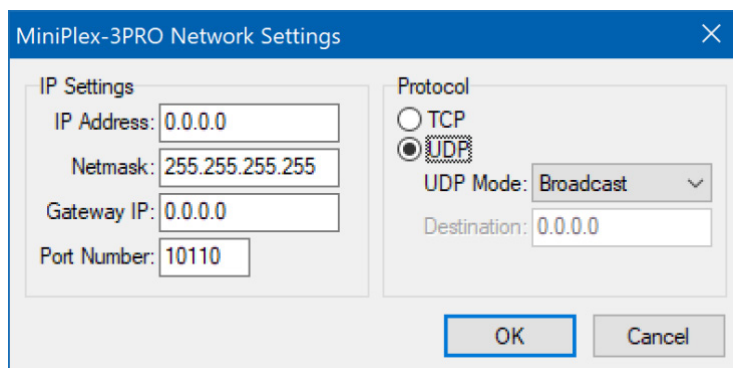 MiniPlex-3PRO Network Settings
IP Settings
IP Address: 0.0.0.0
Netmask: 255.255.255.255
Gateway IP: 0.0.0.0
Port Number: 10110
Protocol
TCP
UDP
UDP Mode: Broadcast
Destination: 0.0.0.0
OK
Cancel